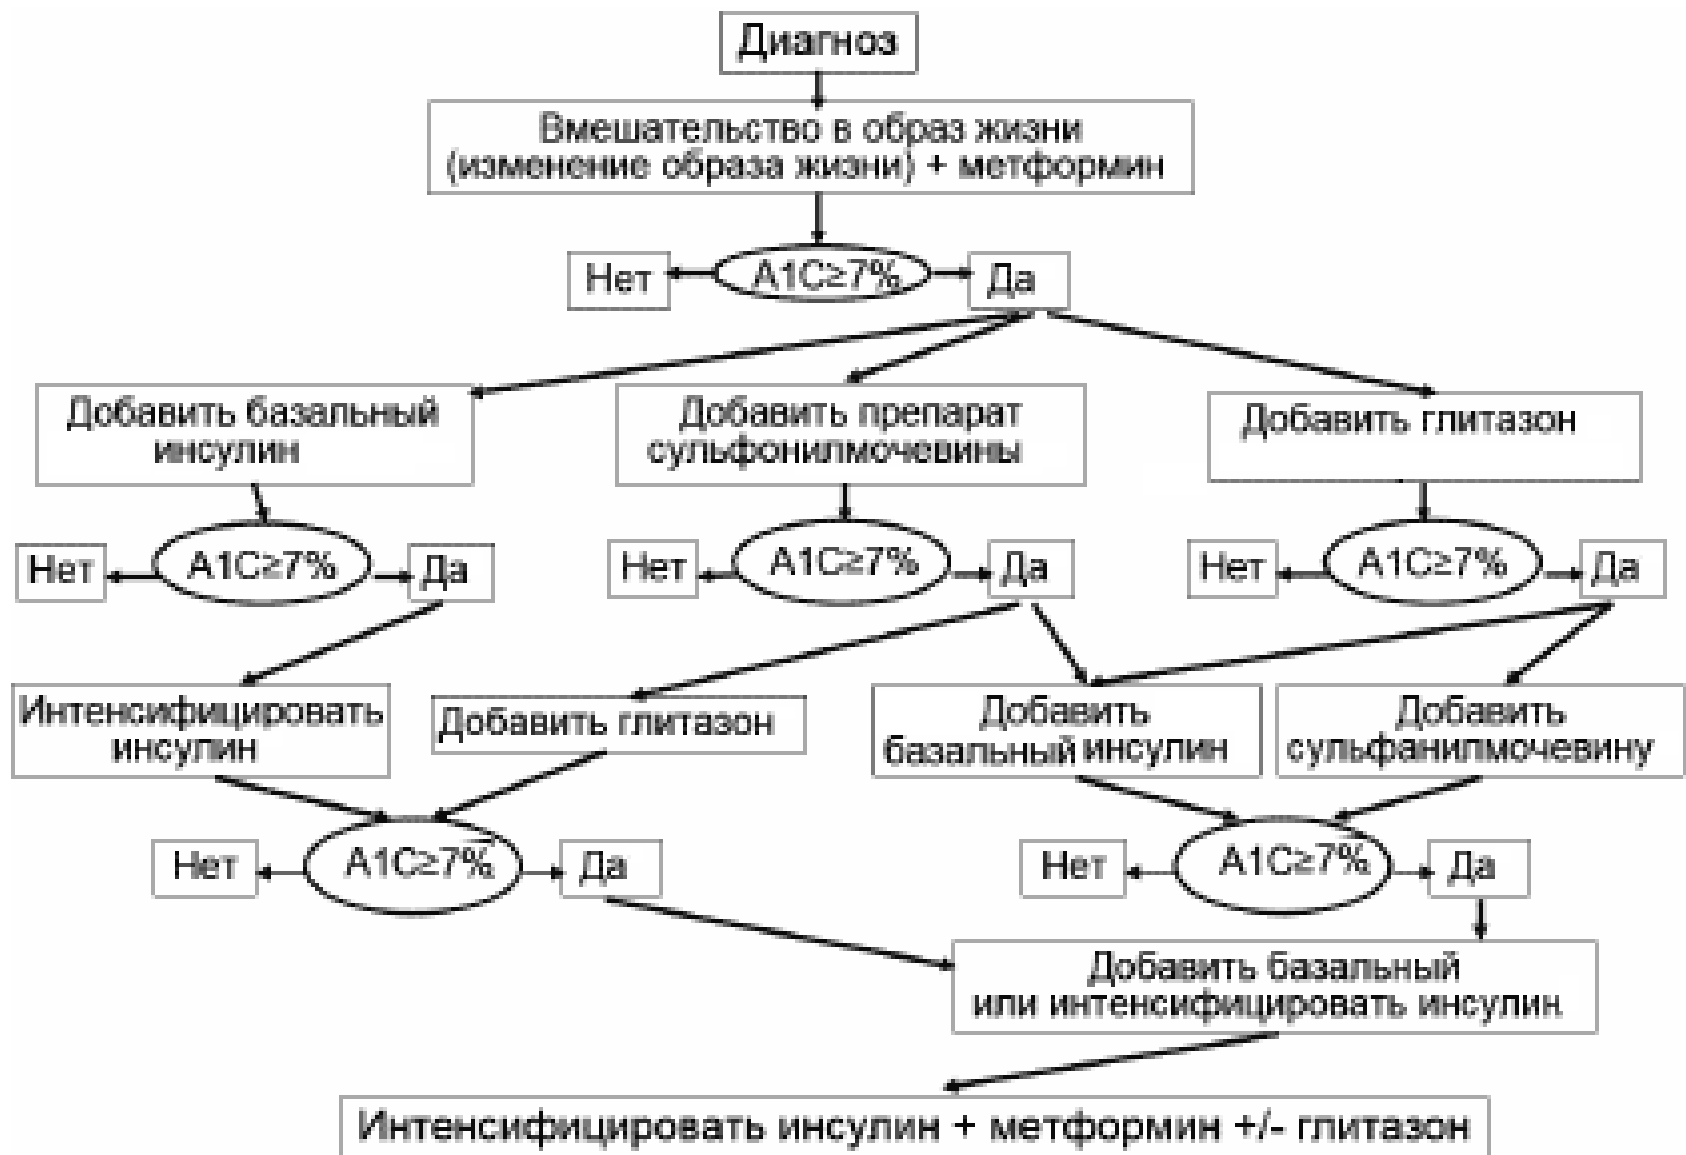 Диагноз
Вмешательство в образ жизни
(изменение образа жизни) + метформин
Нет
A1C≥7%
Да
Добавить базальный
инсулин
Добавить препарат
сульфонилмочевины
Добавить глитазон
Нет
A1C≥7%
Да
Нет
A1C≥7%
Да
Нет
A1C≥7%
Да
Интенсифицировать
инсулин
Добавить глитазон
Добавить
базальный инсулин
Добавить
сульфанилмочевину
Нет
A1C≥7%
Да
Нет
A1C≥7%
Да
Добавить базальный
или интенсифицировать инсулин
Интенсифицировать инсулин + метформин +/- глитазон